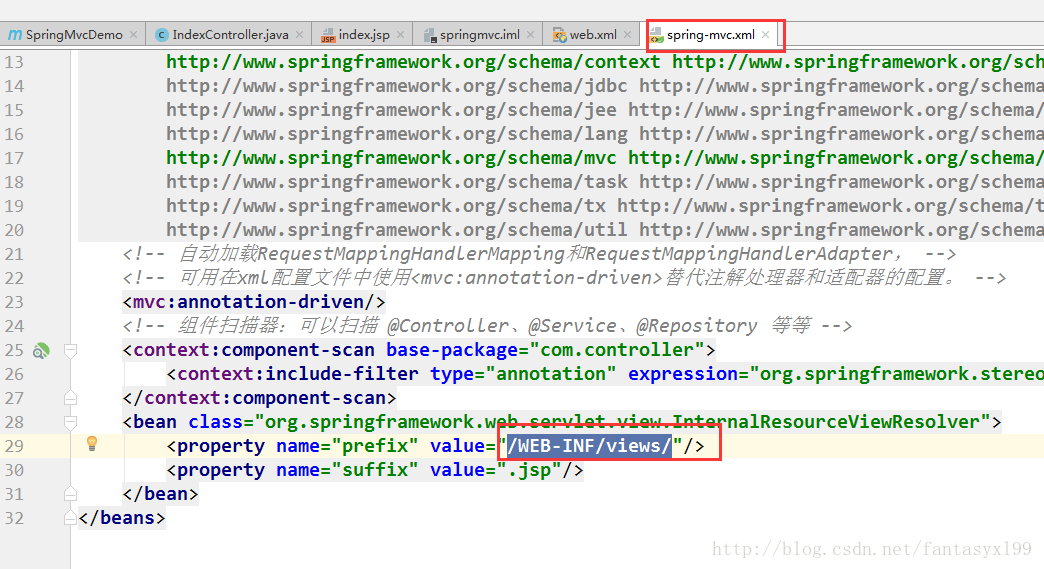 SpringMvcDemo IndexController.java index.jsp springmvc.iml web.xml spring-mvc.xml
13 http://www.springframework.org/schema/context http://www.springframework.org/sch
14 http://www.springframework.org/schema/jdbc http://www.springframework.org/schema
15 http://www.springframework.org/schema/jee http://www.springframework.org/schema/
16 http://www.springframework.org/schema/lang http://www.springframework.org/schema
17 http://www.springframework.org/schema/mvc http://www.springframework.org/schema/
18 http://www.springframework.org/schema/task http://www.springframework.org/schema
19 http://www.springframework.org/schema/tx http://www.springframework.org/schema/t
20 http://www.springframework.org/schema/util http://www.springframework.org/schema
21 <!-- 自动加载RequestMappingHandlerMapping和RequestMappingHandlerAdapter， -->
22 <!-- 可用在xml配置文件中使用<mvc:annotation-driven>替代注解处理器和适配器的配置。 -->
23 <mvc:annotation-driven/>
24 <!-- 组件扫描器：可以扫描 @Controller、@Service、@Repository 等等 -->
25 <context:component-scan base-package="com.controller">
26 <context:include-filter type="annotation" expression="org.springframework.stereo
27 </context:component-scan>
28 <bean class="org.springframework.web.servlet.view.InternalResourceViewResolver">
29 <property name="prefix" value="/WEB-INF/views/"/>
30 <property name="suffix" value=".jsp"/>
31 </bean>
32 </beans>
http://blog.csdn.net/fantasyxl99